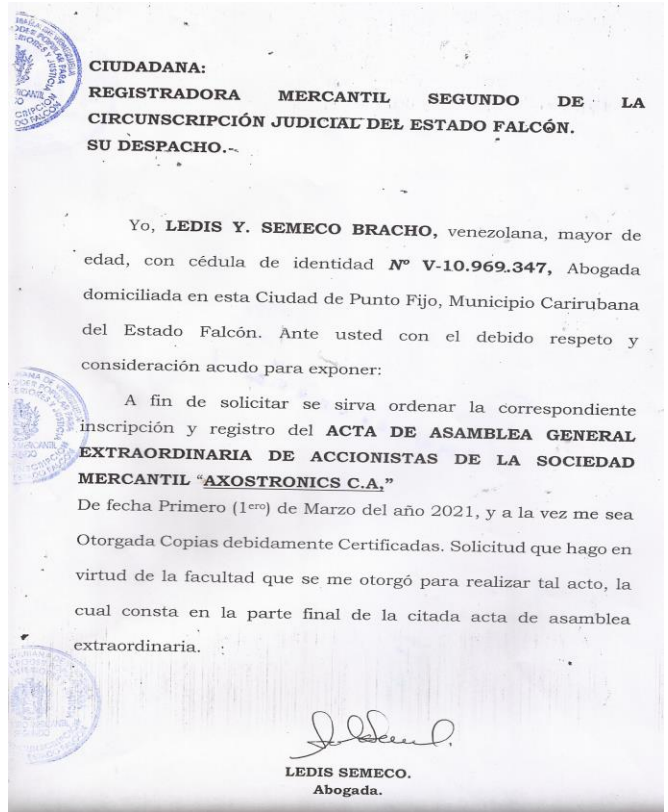 CIUDADANA:
REGISTRADORA MERCANTIL SEGUNDO DE LA
CIRCUNSCRIPCIÓN JUDICIAL DEL ESTADO FALCÓN.
SU DESPACHO.-
Yo, LEDIS Y. SEMECO BRACHO, venezolana, mayor de
edad, con cédula de identidad Nº V-10.969.347, Abogada
domiciliada en esta Ciudad de Punto Fijo, Municipio Carirubana
del Estado Falcón. Ante usted con el debido respeto y
consideración acudo para exponer:
A fin de solicitar se sirva ordenar la correspondiente
inscripción y registro del ACTA DE ASAMBLEA GENERAL
EXTRAORDINARIA DE ACCIONISTAS DE LA SOCIEDAD
MERCANTIL “AXOSTRONICS C.A,”
De fecha Primero (1ero) de Marzo del año 2021, y a la vez me sea
Otorgada Copias debidamente Certificadas. Solicitud que hago en
virtud de la facultad que se me otorgó para realizar tal acto, la
cual consta en la parte final de la citada acta de asamblea
extraordinaria.
LEDIS SEMECO.
Abogada.